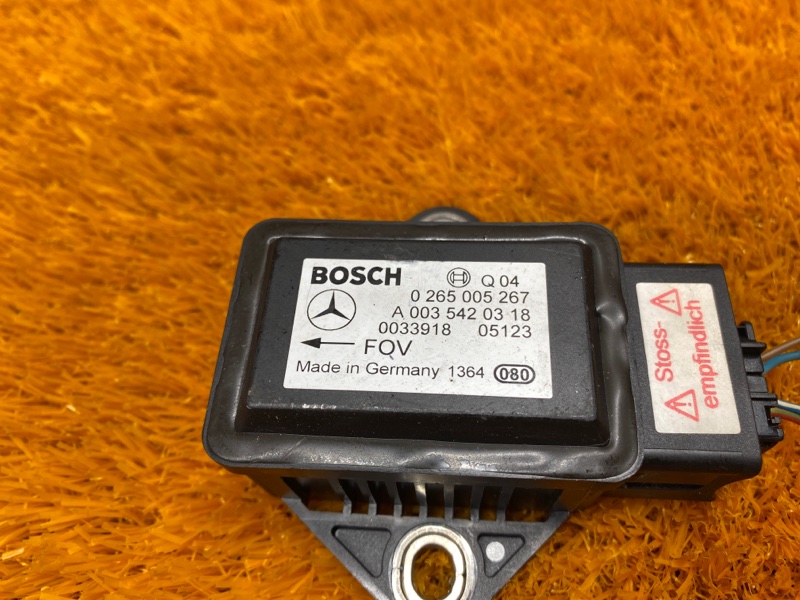 BOSCH Q 04
0 265 005 267
A 003 542 03 18
0033918 05123
FQV
Made in Germany 1364 080
Stoss-
empfindlich